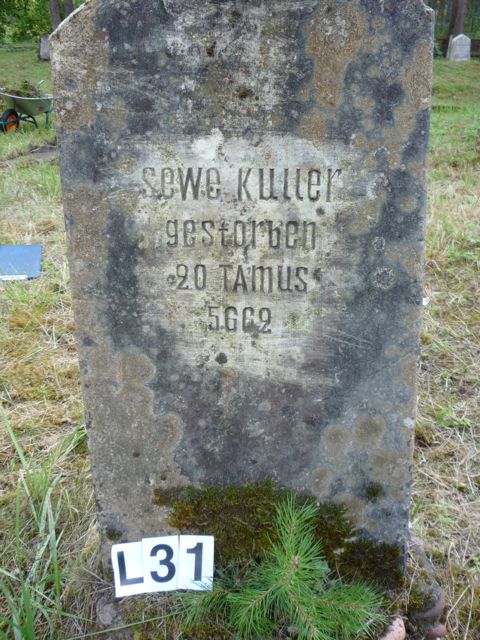 sewe Kuller
gestorben
20 TAMUS
5662
L31